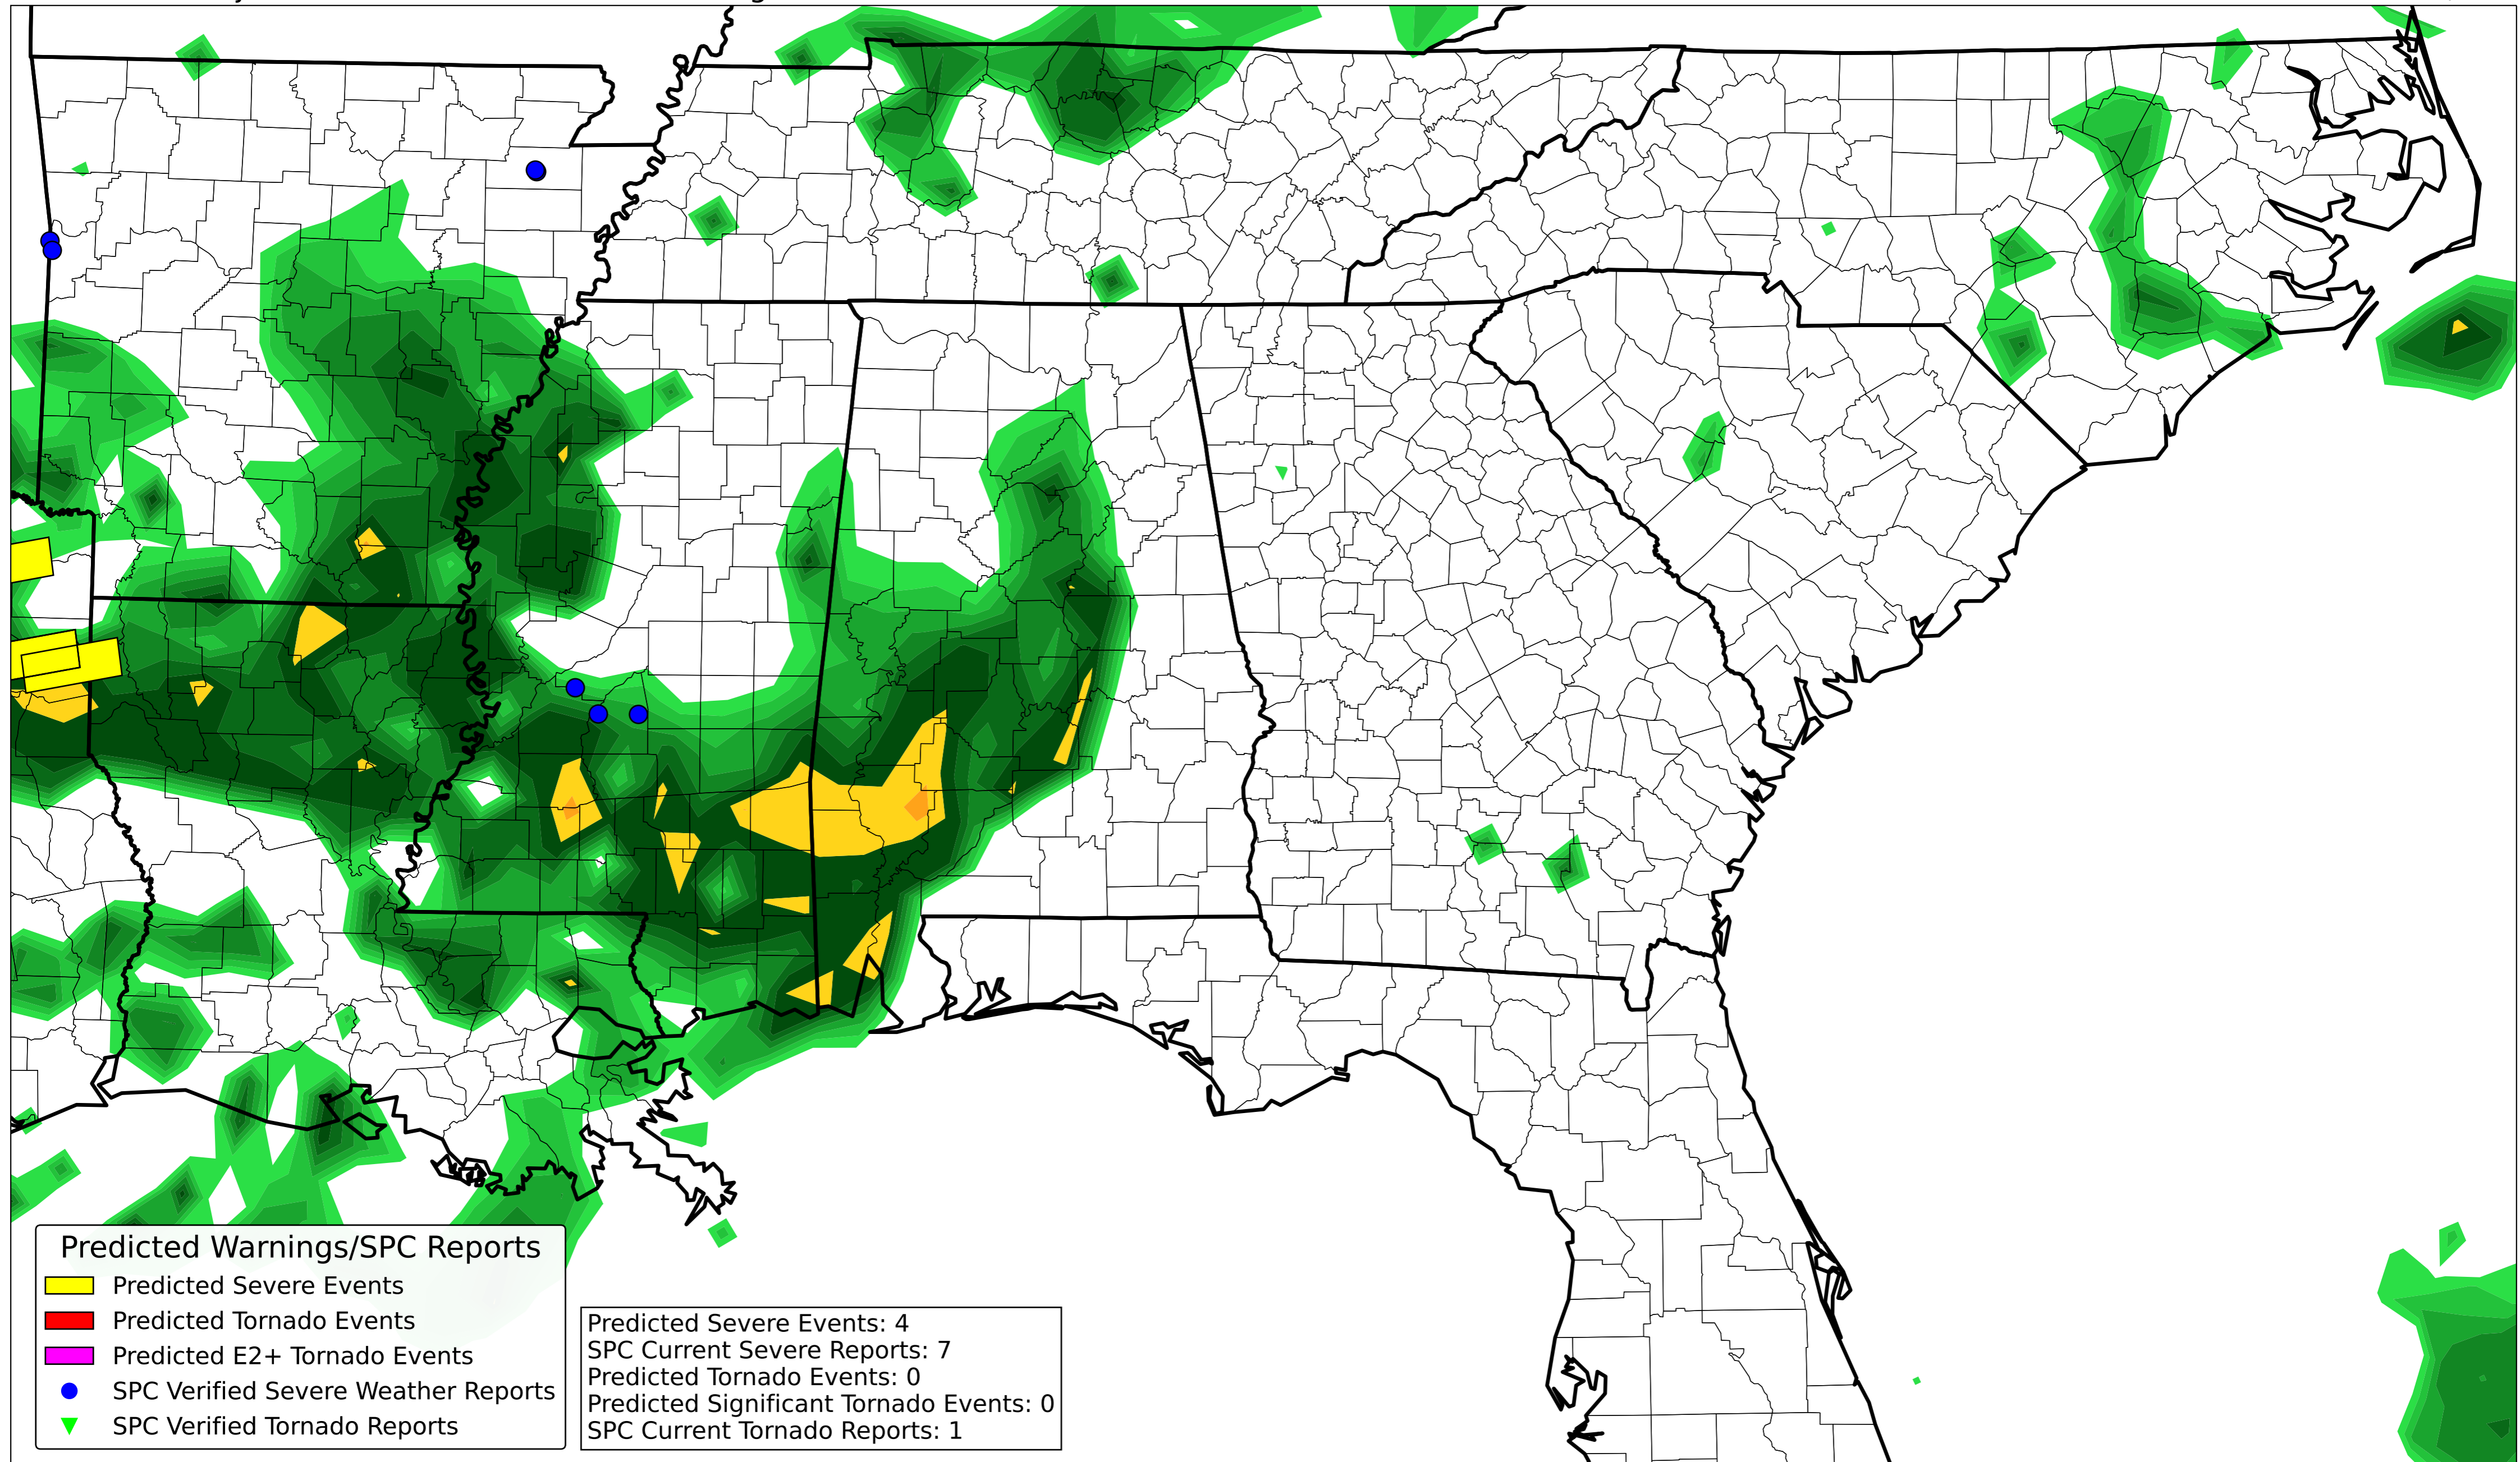 Predicted Warnings/SPC Reports
Predicted Severe Events
Predicted Tornado Events
Predicted E2+ Tornado Events
SPC Verified Severe Weather Reports
SPC Verified Tornado Reports
Predicted Severe Events: 4
SPC Current Severe Reports: 7
Predicted Tornado Events: 0
Predicted Significant Tornado Events: 0
SPC Current Tornado Reports: 1